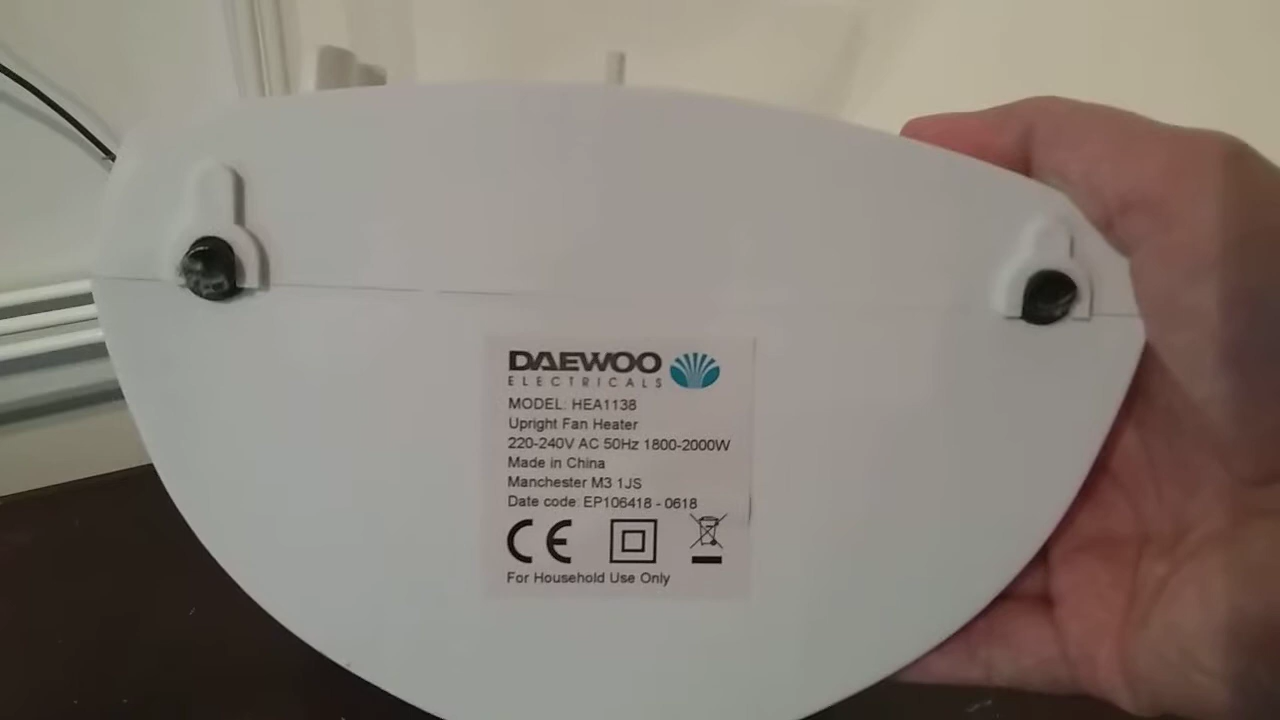 DAEWOO
ELECTRICALS
MODEL: HEA1138
Upright Fan Heater
220-240V AC 50Hz 1800-2000W
Made in China
Manchester M3 1JS
Date code: EP106418 - 0618
CE
For Household Use Only